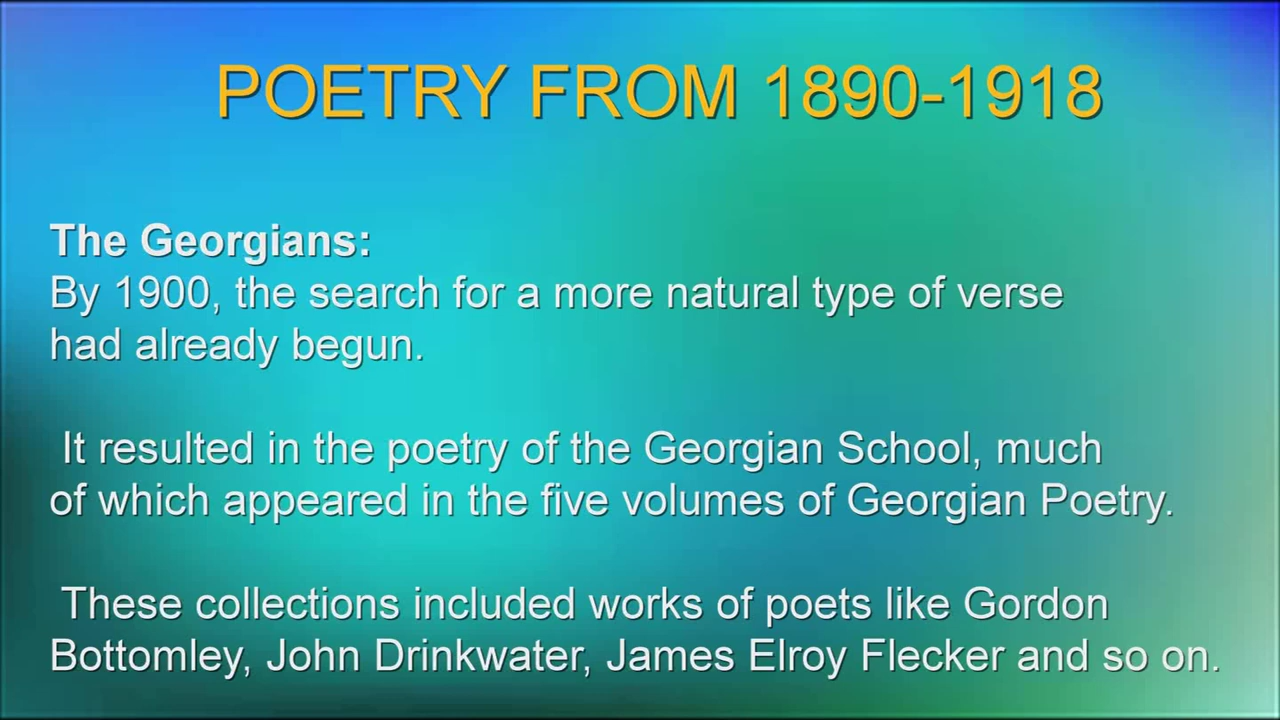 POETRY FROM 1890-1918
The Georgians:
By 1900, the search for a more natural type of verse
had already begun.
It resulted in the poetry of the Georgian School, much
of which appeared in the five volumes of Georgian Poetry.
These collections included works of poets like Gordon
Bottomley, John Drinkwater, James Elroy Flecker and so on.